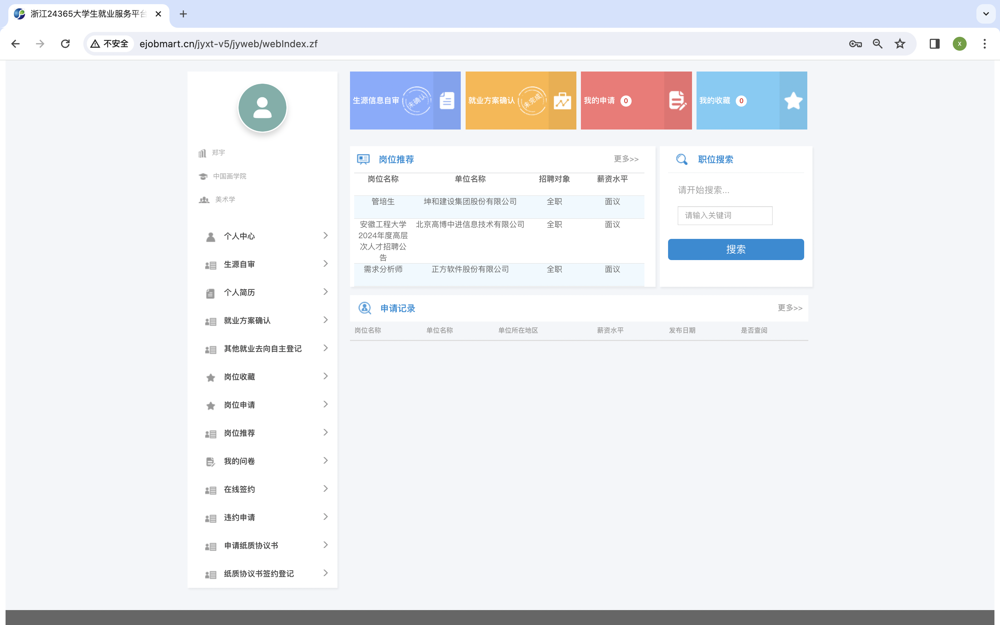 浙江24365大学生就业服务平台
不安全
ejobmart.cn/jyxt-v5/jyweb/webIndex.zf
X
郑宇
中国画学院
美术学
个人中心
生源自审
个人简历
就业方案确认
其他就业去向自主登记
岗位收藏
岗位申请
岗位推荐
我的问卷
在线签约
违约申请
申请纸质协议书
纸质协议书签约登记
生源信息自审 未确认
就业方案确认 未完成
我的申请 0
我的收藏 0
岗位推荐 更多>>
岗位名称 单位名称 招聘对象 薪资水平
管培生 坤和建设集团股份有限公司 全职 面议
安徽工程大学 北京高博中进信息技术有限公司 全职 面议
2024年度高层
次人才招聘公
告
需求分析师 正方软件股份有限公司 全职 面议
职位搜索
请开始搜索...
请输入关键词
搜索
申请记录 更多>>
岗位名称 单位名称 单位所在地区 薪资水平 发布日期 是否查阅